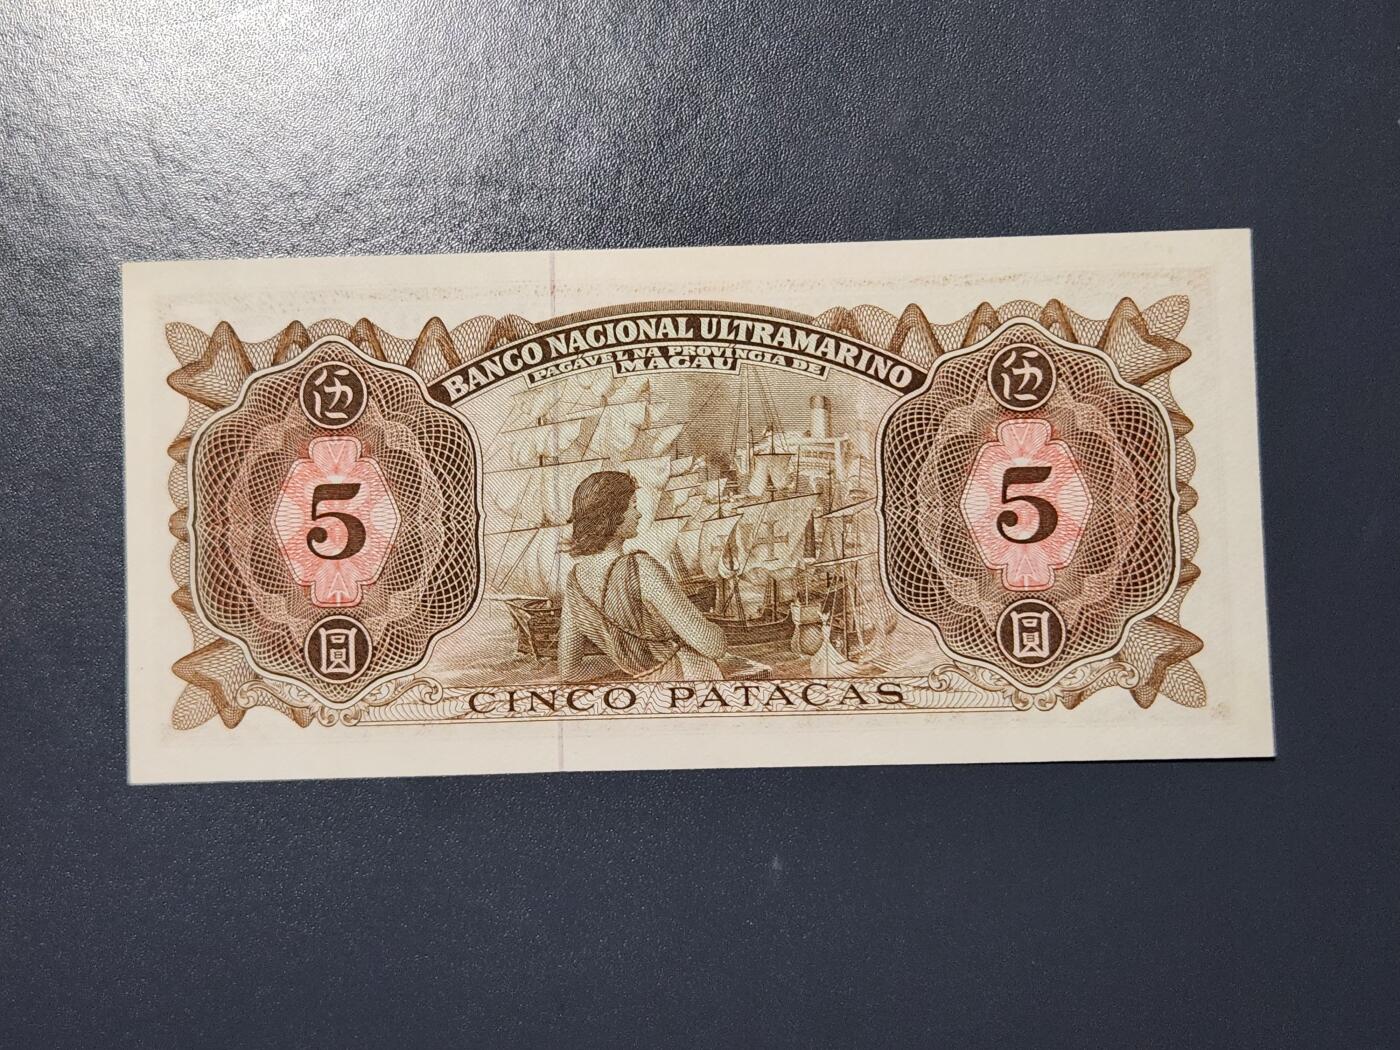 BANCO NACIONAL ULTRAMARINO
PAGÁVEL NA PROVÍNCIA DE
MACAU
伍
5
圓
伍
5
圓
CINCO PATACAS